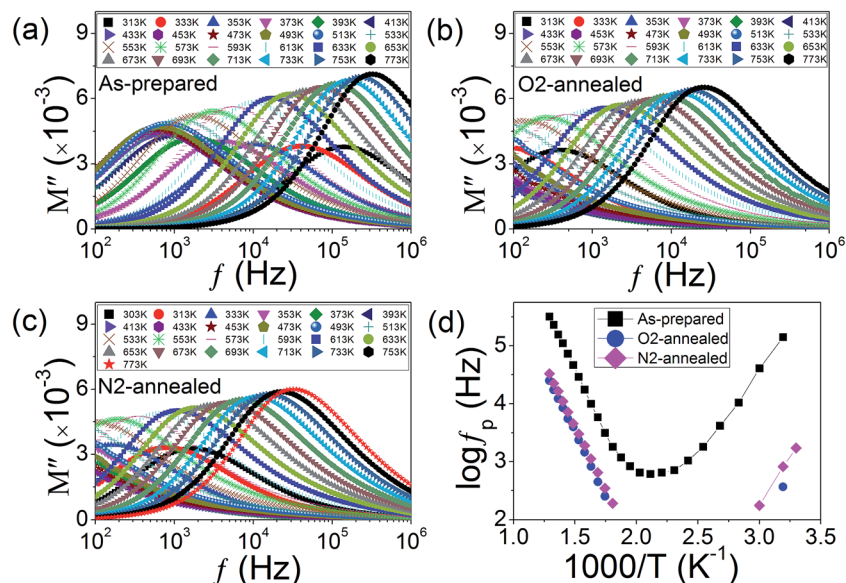 (a)
313K 333K 353K 373K 393K 413K
433K 453K 473K 493K 513K 533K
553K 573K 593K 613K 633K 653K
673K 693K 713K 733K 753K 773K
As-prepared
9
6
3
0
M″ (×10⁻³)
10² 10³ 10⁴ 10⁵ 10⁶
f (Hz)
(b)
313K 333K 353K 373K 393K 413K
433K 453K 473K 493K 513K 533K
553K 573K 593K 613K 633K 653K
673K 693K 713K 733K 753K 773K
O2-annealed
9
6
3
0
M″ (×10⁻³)
10² 10³ 10⁴ 10⁵ 10⁶
f (Hz)
(c)
303K 313K 333K 353K 373K 393K
413K 433K 453K 473K 493K 513K
533K 553K 573K 593K 613K 633K
653K 673K 693K 713K 733K 753K
773K
N2-annealed
9
6
3
0
M″ (×10⁻³)
10² 10³ 10⁴ 10⁵ 10⁶
f (Hz)
(d)
As-prepared
O2-annealed
N2-annealed
6
5
4
3
2
logfp (Hz)
1.0 1.5 2.0 2.5 3.0 3.5
1000/T (K⁻¹)